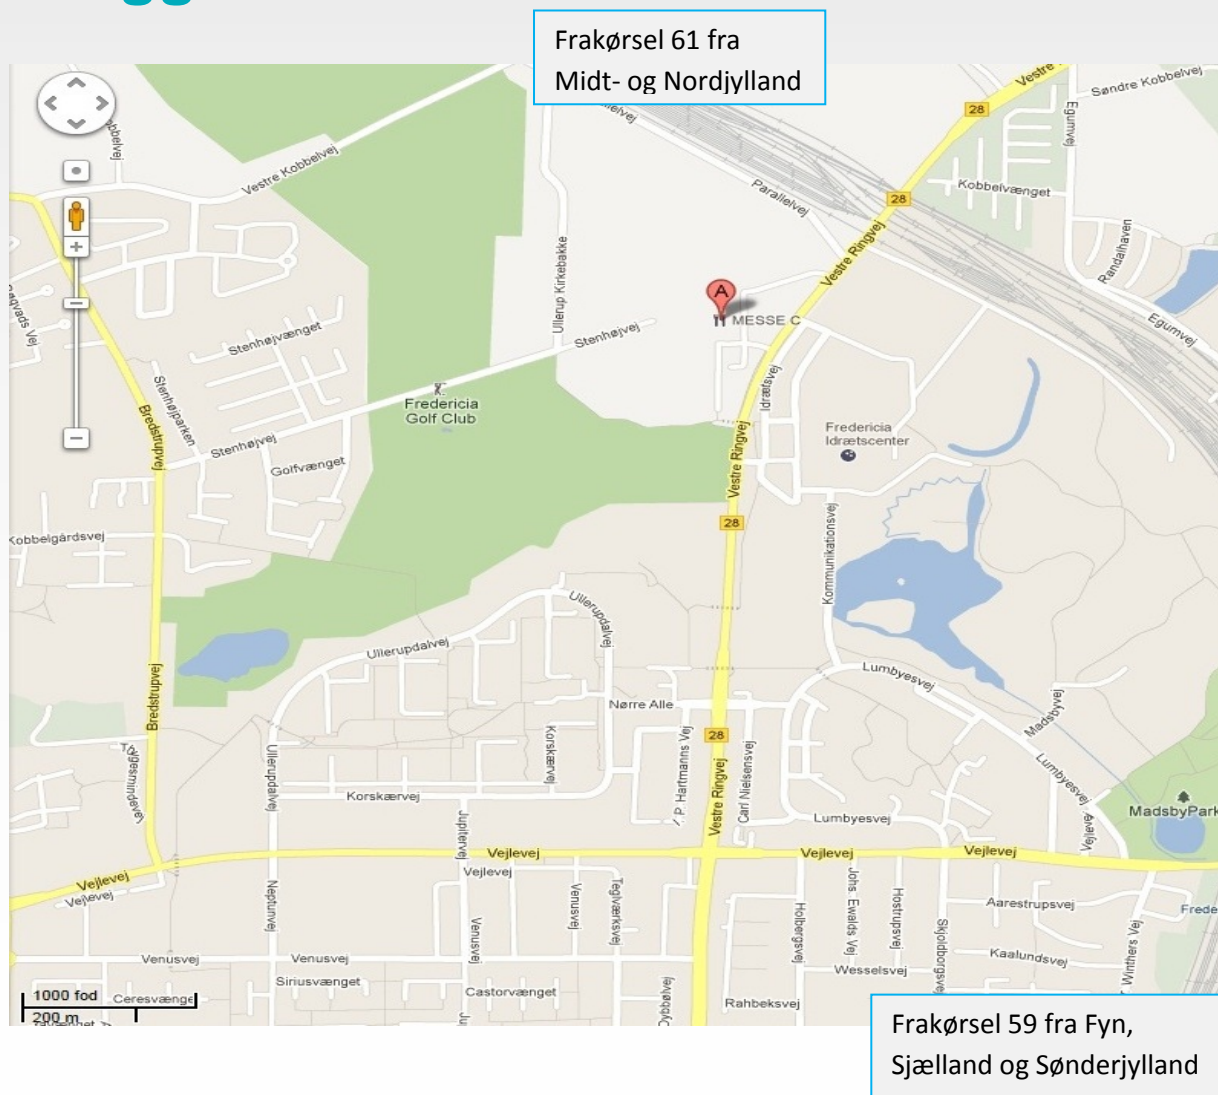 Frakørsel 61 fra
Midt- og Nordjylland
Vestre
28
Søndre Kobbelvej
Egumvej
bbelvej
Vestre Kobbelvej
Parallelvej
Kobbelvænget
28
Vestre Ringvej
Randalhaven
Ullerup Kirkebakke
A
MESSE C
Egumvej
Stenhøjvej
Stenhøjvænget
Stenhøjparken
Idrætsvej
Fredericia
Golf Club
Bredstrupvej
Fredericia
Idrætscenter
Stenhøjvej
Golfvænget
Vestre Ringvej
28
Kobbelgårdsvej
Kommunikationsvej
Ullerupdalvej
Ullerupdalvej
Lumbyesvej
Bredstrupvej
Nørre Alle
Madsbyvej
28
Korskærvej
Ullerupdalvej
J. P. Hartmanns Vej
Carl Nielsensvej
Vestre Ringvej
Lumbyesvej
Korskærvej
MadsbyPark
Jupitervej
Lumbyesvej
Vejlevej
Vejlevej
Vejlevej
Vejlevej
Vejlevej
Vejlevej
Neptunvej
Venusvej
Teglværksvej
Holbergsvej
Johs. Ewalds Vej
Hostrupsvej
Skjoldborgsvej
Aarestrupsvej
Frede
Venusvej
Winthers Vej
Venusvej
Venusvej
Kaalundsvej
Wesselsvej
Siriusvænget
Castorvænget
1000 fod
Ceresvænge
Rahbeksvej
200 m
Frakørsel 59 fra Fyn,
Sjælland og Sønderjylland